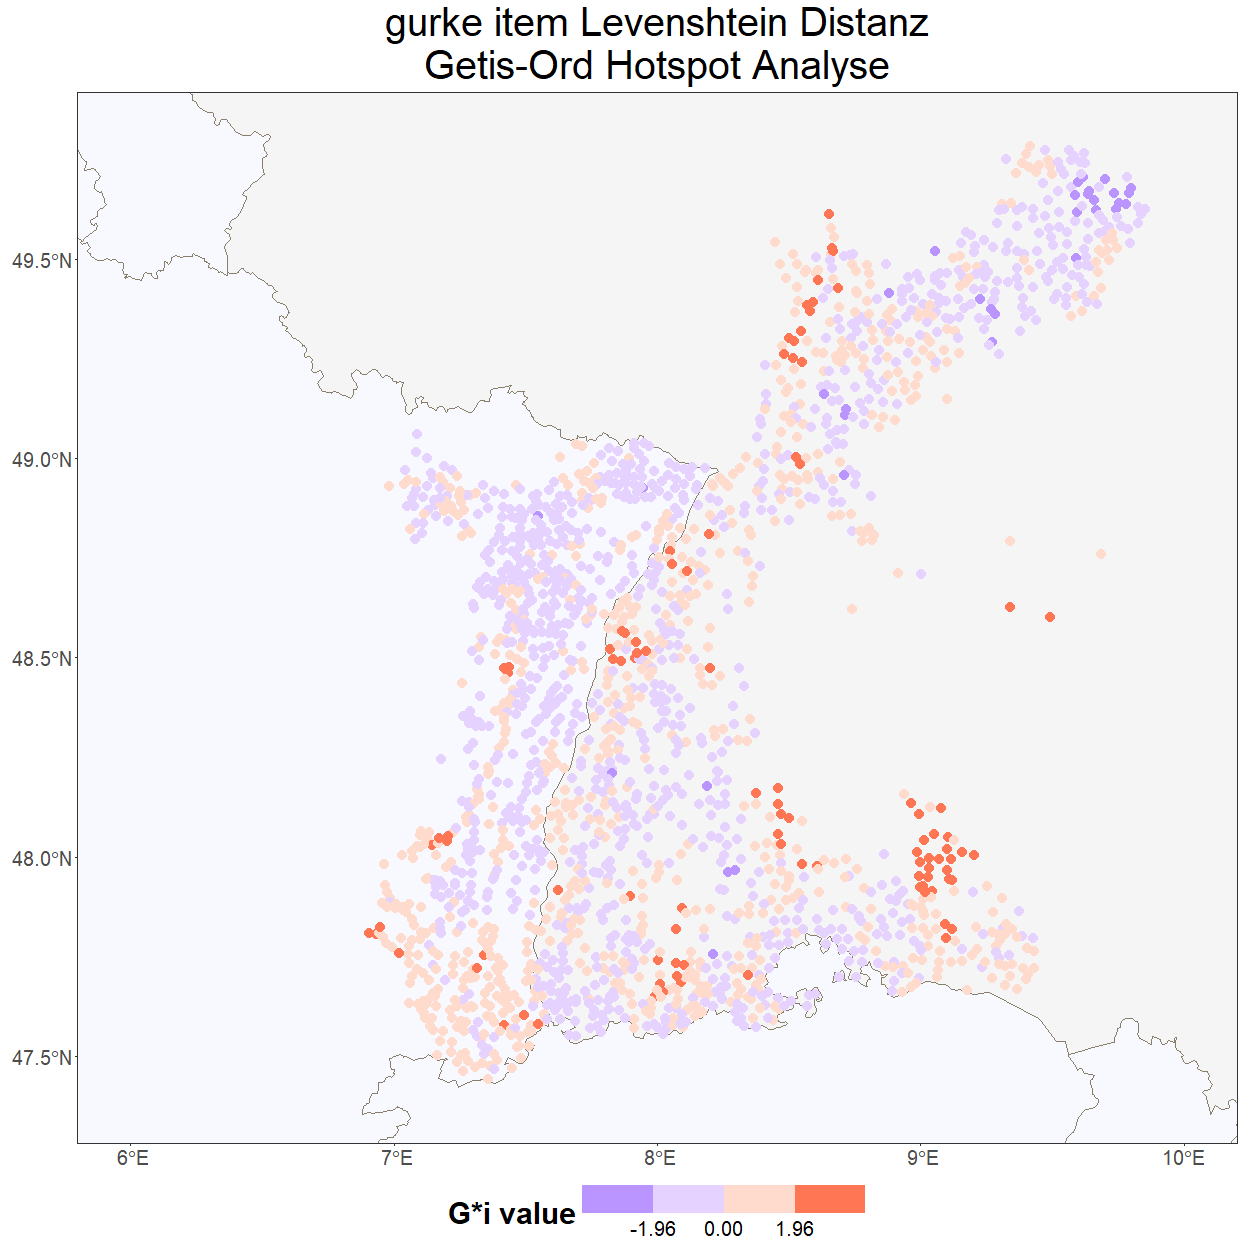 gurke item Levenshtein Distanz
Getis-Ord Hotspot Analyse
49.5°N
49.0°N
48.5°N
48.0°N
47.5°N
6°E 7°E 8°E 9°E 10°E
G*i value
-1.96 0.00 1.96